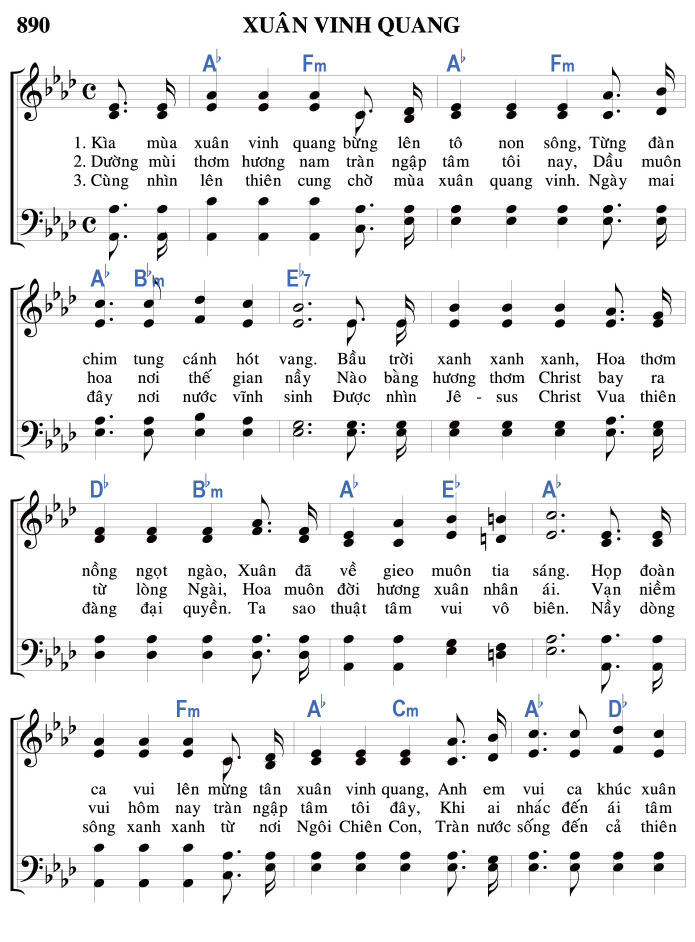 890 XUÂN VINH QUANG
A♭ Fm A♭ Fm
1. Kìa mùa xuân vinh quang bừng lên tô non sông, Từng đàn
2. Dường mùi thơm hương nam tràn ngập tâm tôi nay, Dầu muôn
3. Cùng nhìn lên thiên cung chờ mùa xuân quang vinh. Ngày mai
A♭ B♭m E♭7
chim tung cánh hót vang. Bầu trời xanh xanh xanh, Hoa thơm
hoa nơi thế gian nầy Nào bằng hương thơm Christ bay ra
đây nơi nước vĩnh sinh Được nhìn Jê - sus Christ Vua thiên
D♭ B♭m A♭ E♭ A♭
nồng ngọt ngào, Xuân đã về gieo muôn tia sáng. Họp đoàn
từ lòng Ngài, Hoa muôn đời hương xuân nhân ái. Vạn niềm
đàng đại quyền. Ta sao thuật tâm vui vô biên. Nầy dòng
Fm A♭ Cm A♭ D♭
ca vui lên mừng tân xuân vinh quang, Anh em vui ca khúc xuân
vui hôm nay tràn ngập tâm tôi đây, Khi ai nhắc đến ái tâm
sông xanh xanh từ nơi Ngôi Chiên Con, Tràn nước sống đến cả thiên